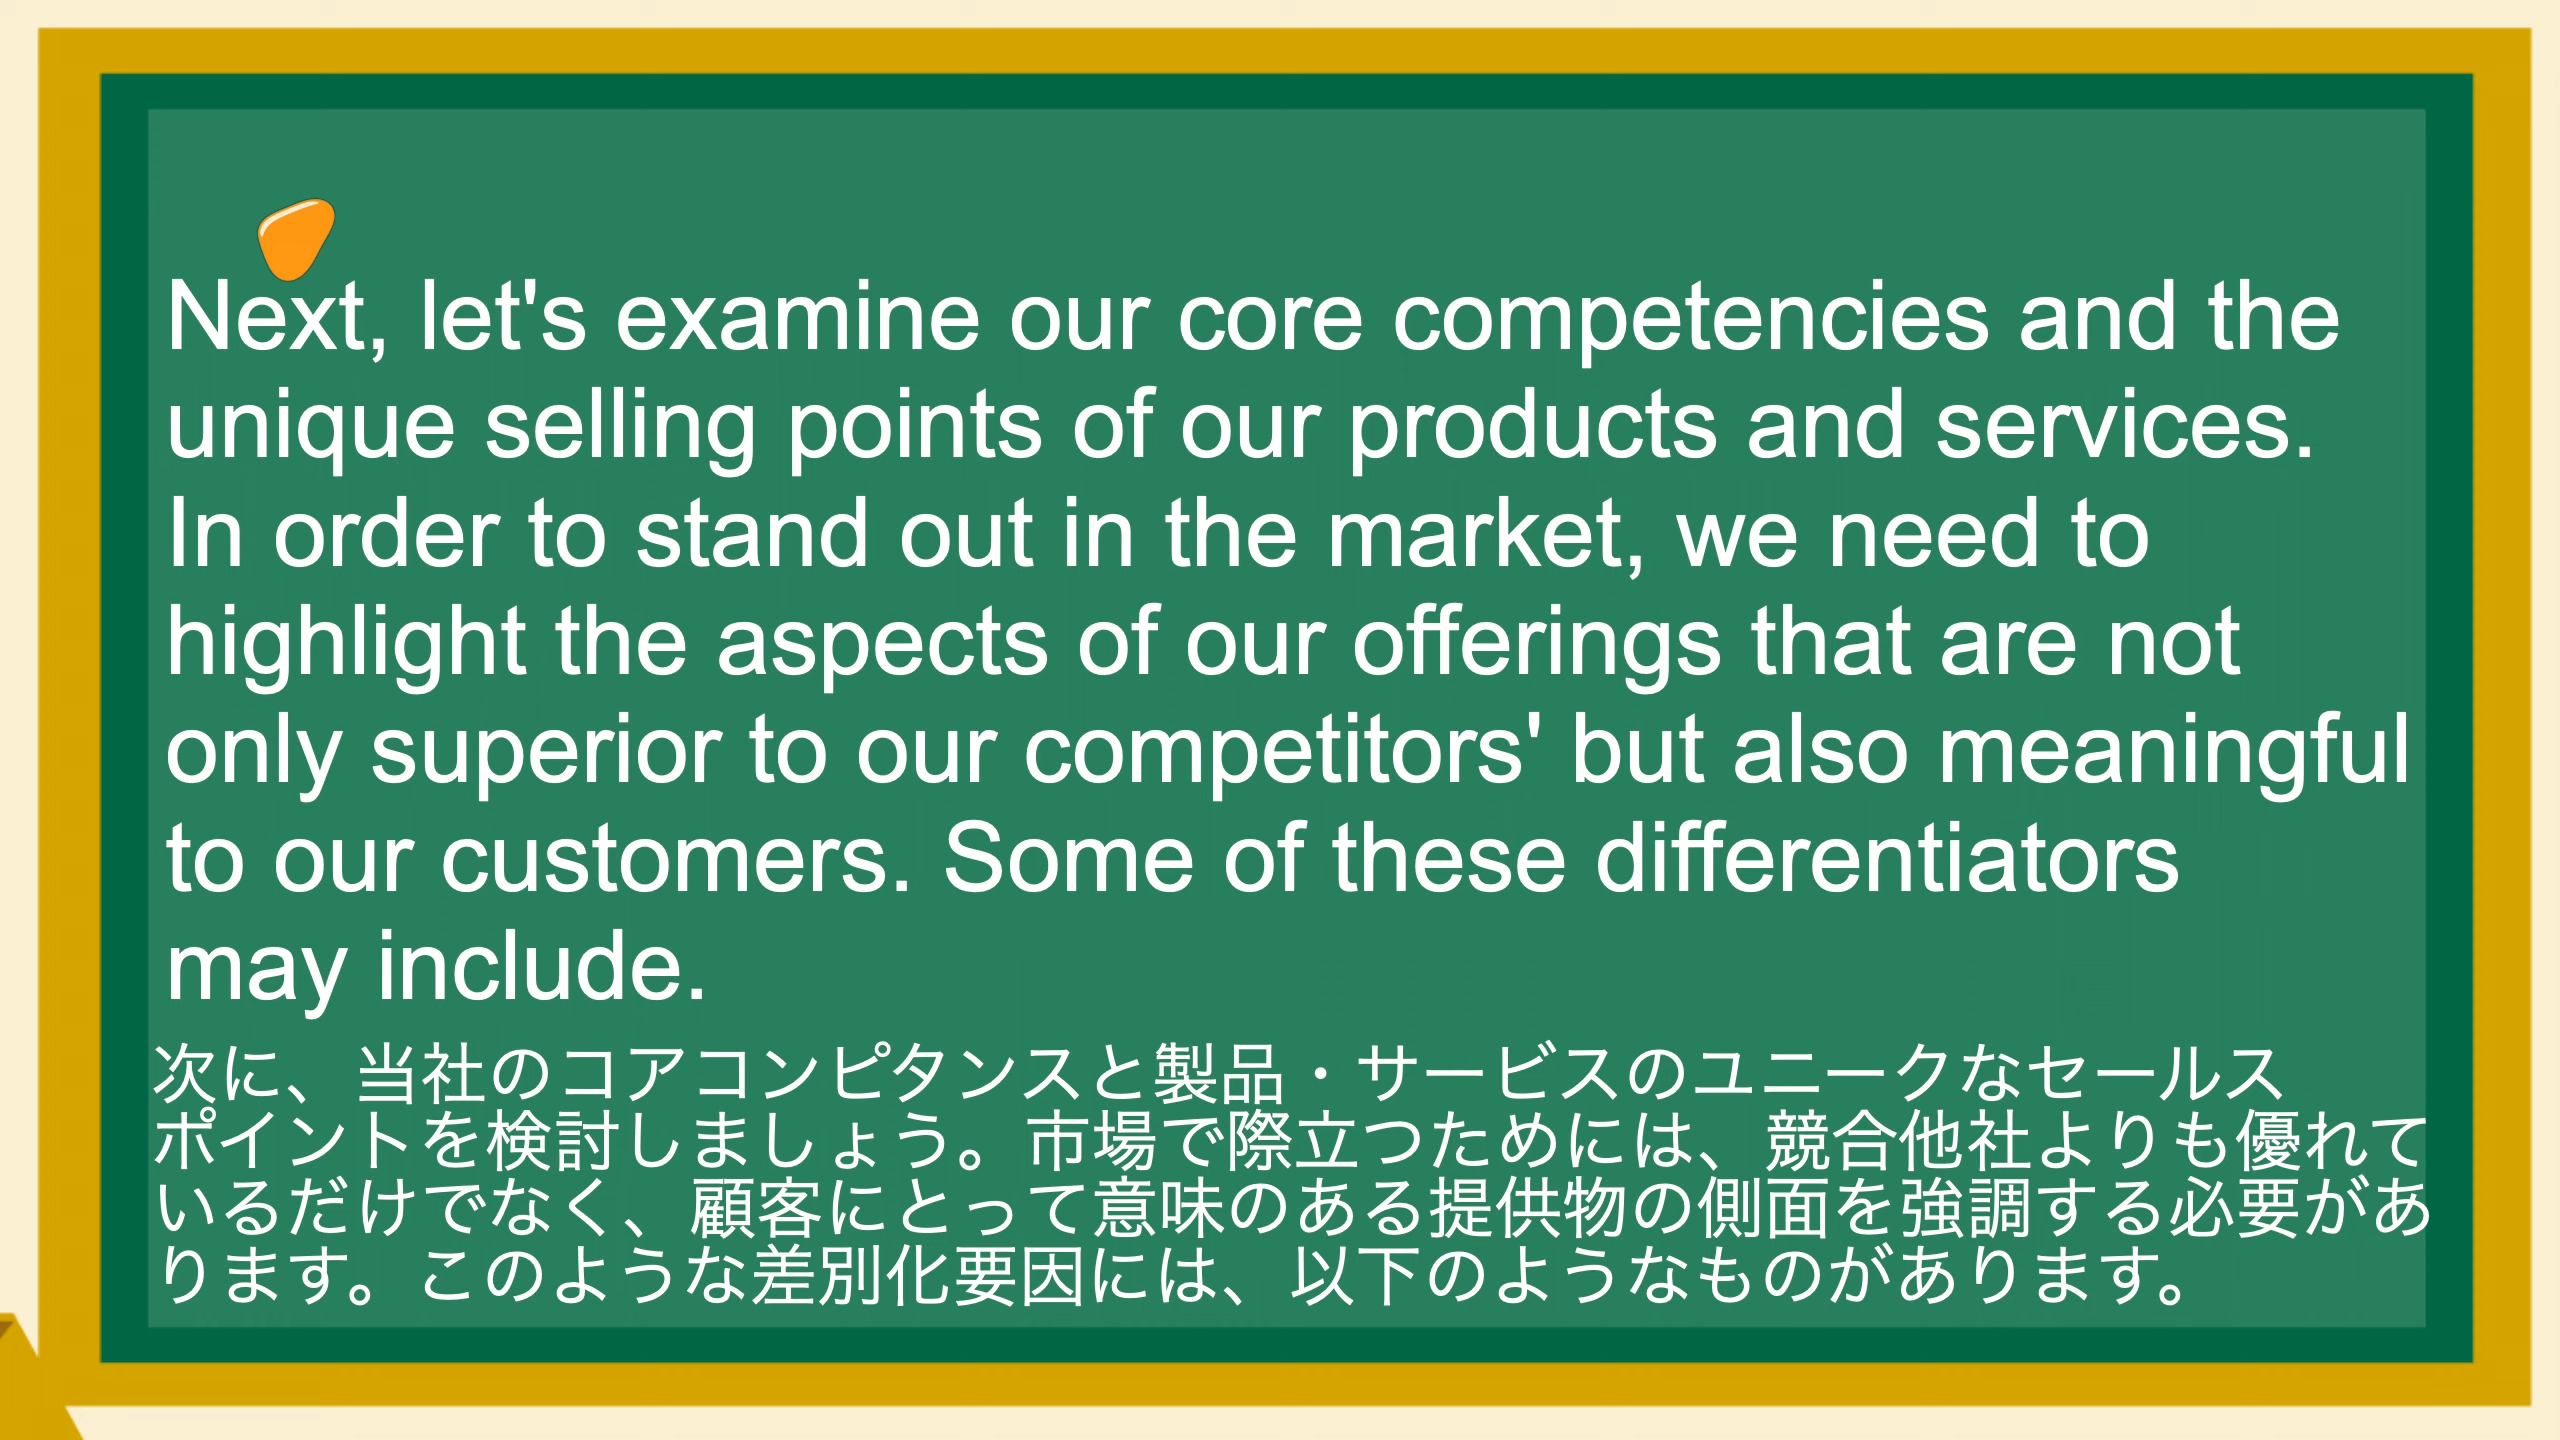 Next, let's examine our core competencies and the
unique selling points of our products and services.
In order to stand out in the market, we need to
highlight the aspects of our offerings that are not
only superior to our competitors' but also meaningful
to our customers. Some of these differentiators
may include.
次に、当社のコアコンピタンスと製品・サービスのユニークなセールス
ポイントを検討しましょう。市場で際立つためには、競合他社よりも優れて
いるだけでなく、顧客にとって意味のある提供物の側面を強調する必要があ
ります。このような差別化要因には、以下のようなものがあります。